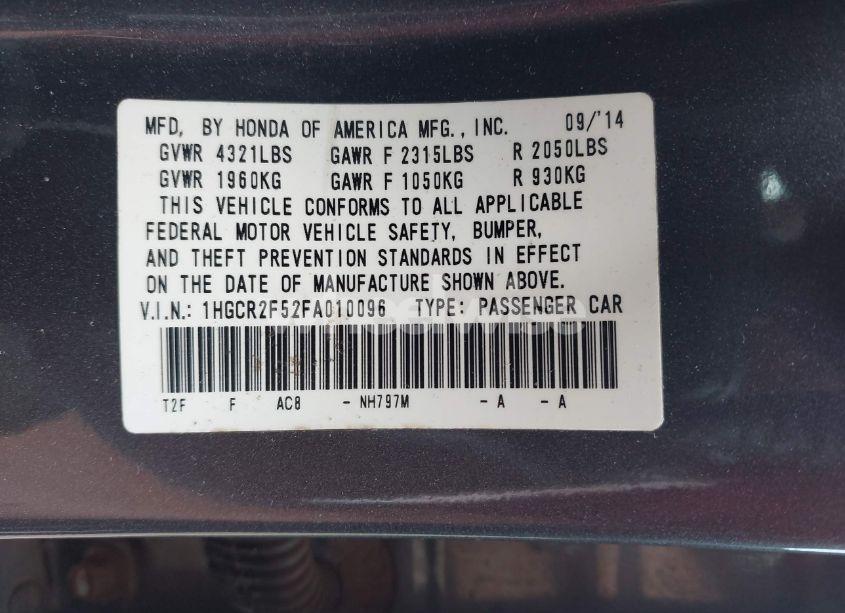 MFD, BY HONDA OF AMERICA MFG., INC. 09/'14
GVWR 4321LBS GAWR F 2315LBS R 2050LBS
GVWR 1960KG GAWR F 1050KG R 930KG
THIS VEHICLE CONFORMS TO ALL APPLICABLE
FEDERAL MOTOR VEHICLE SAFETY, BUMPER,
AND THEFT PREVENTION STANDARDS IN EFFECT
ON THE DATE OF MANUFACTURE SHOWN ABOVE.
V.I.N.: 1HGCR2F52FA010096 TYPE: PASSENGER CAR
T2F F AC8 - NH797M - A - A